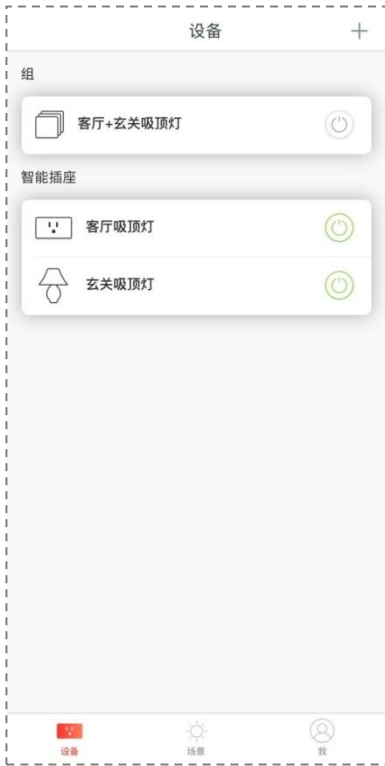 设备
组
客厅+玄关吸顶灯
智能插座
客厅吸顶灯
玄关吸顶灯
设备
场景
我